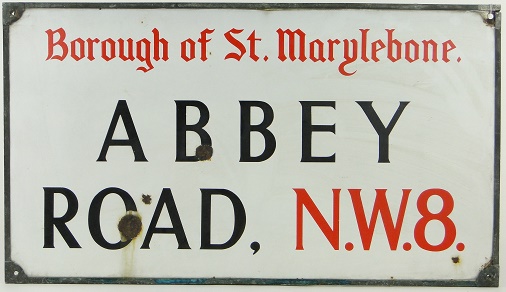 Borough of St. Marylebone.
ABBEY
ROAD, N.W.8.